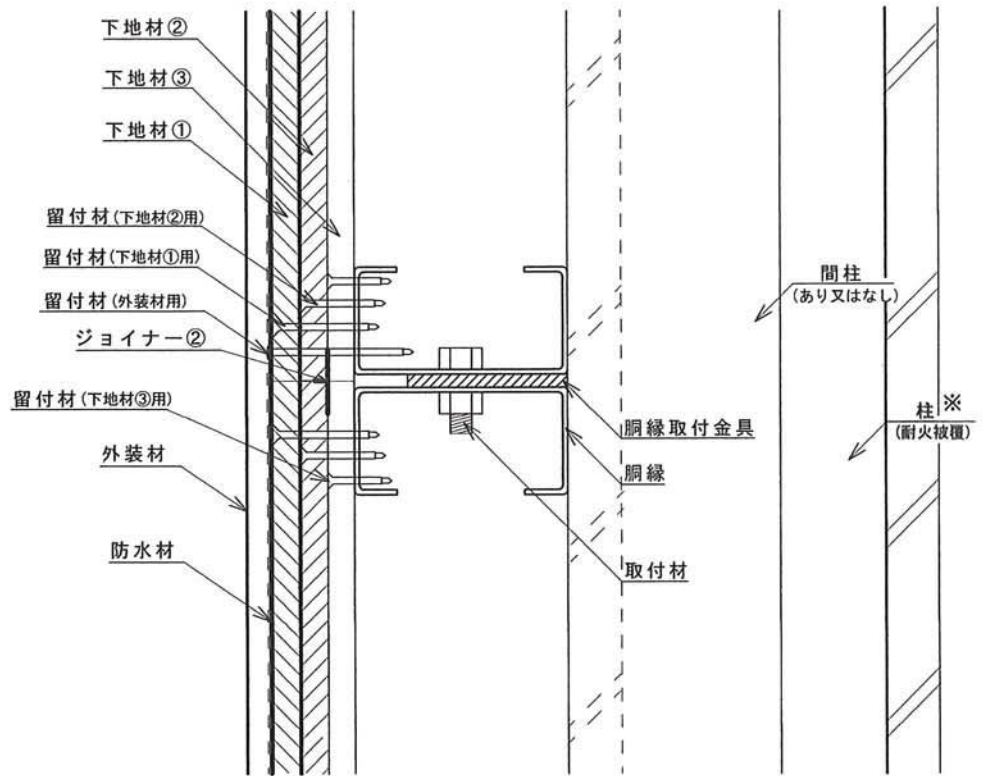 下地材②
下地材③
下地材①
留付材(下地材②用)
留付材(下地材①用)
留付材(外装材用)
ジョイナー②
留付材(下地材③用)
外装材
防水材
間柱
(あり又はなし)
柱※
(耐火被覆)
胴縁取付金具
胴縁
取付材